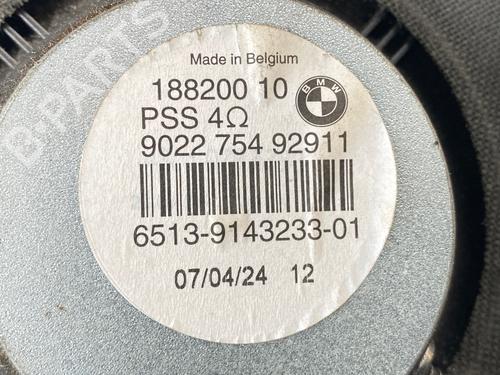 Made in Belgium
188200 10
BMW
PSS 4Ω
9022 754 92911
6513-9143233-01
07/04/24 12
B PARTS